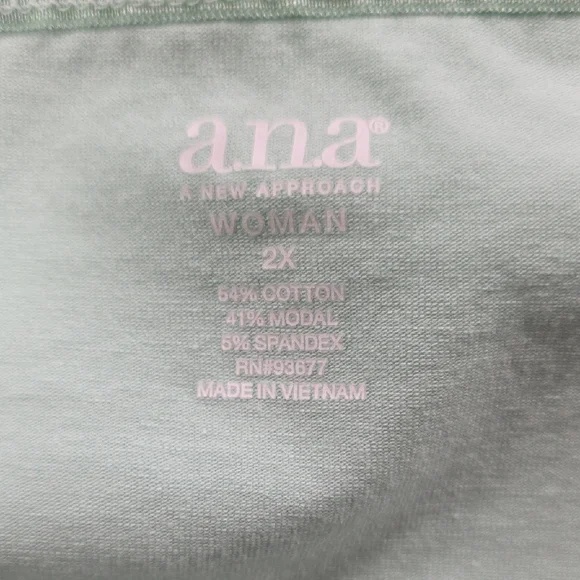 a.n.a®
A NEW APPROACH
WOMAN
2X
54% COTTON
41% MODAL
5% SPANDEX
RN#93677
MADE IN VIETNAM